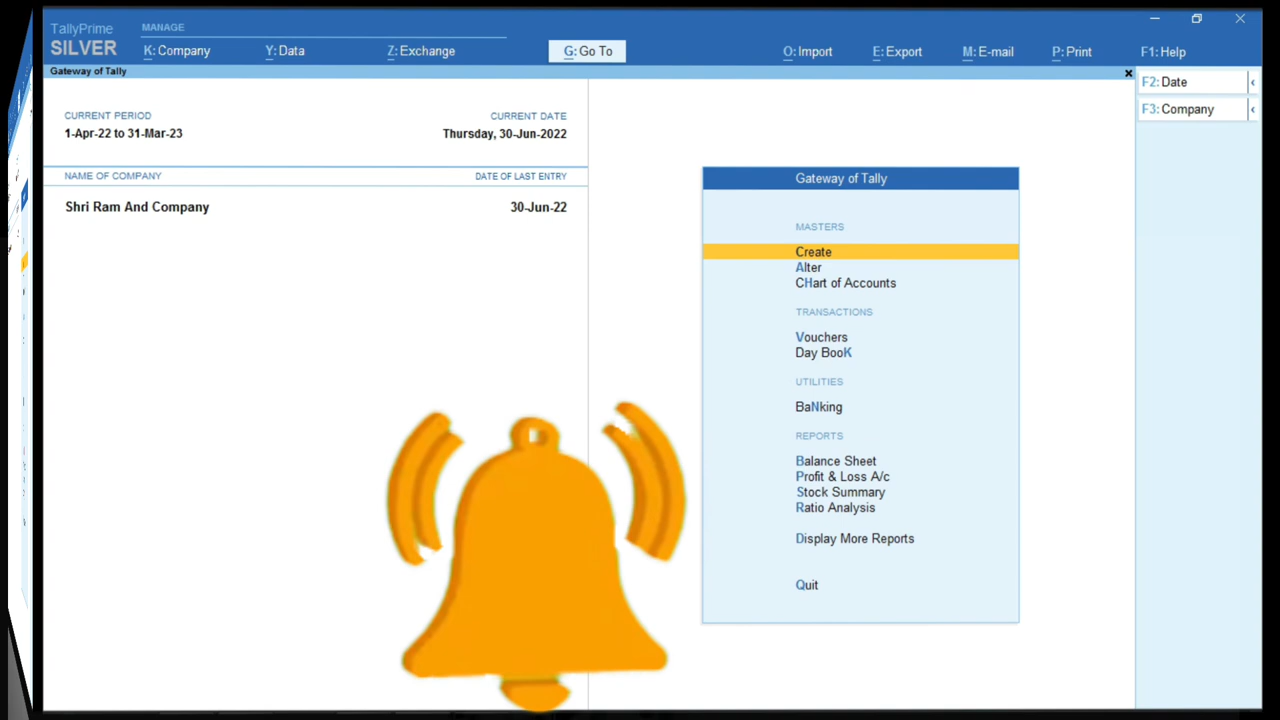 TallyPrime
MANAGE
SILVER
K: Company
Y: Data
Z: Exchange
G: Go To
O: Import
E: Export
M: E-mail
P: Print
F1: Help
Gateway of Tally
F2: Date
F3: Company
CURRENT PERIOD
CURRENT DATE
1-Apr-22 to 31-Mar-23
Thursday, 30-Jun-2022
NAME OF COMPANY
DATE OF LAST ENTRY
Shri Ram And Company
30-Jun-22
Gateway of Tally
MASTERS
Create
Alter
CHart of Accounts
TRANSACTIONS
Vouchers
Day BooK
UTILITIES
BaNking
REPORTS
Balance Sheet
Profit & Loss A/c
Stock Summary
Ratio Analysis
Display More Reports
Quit